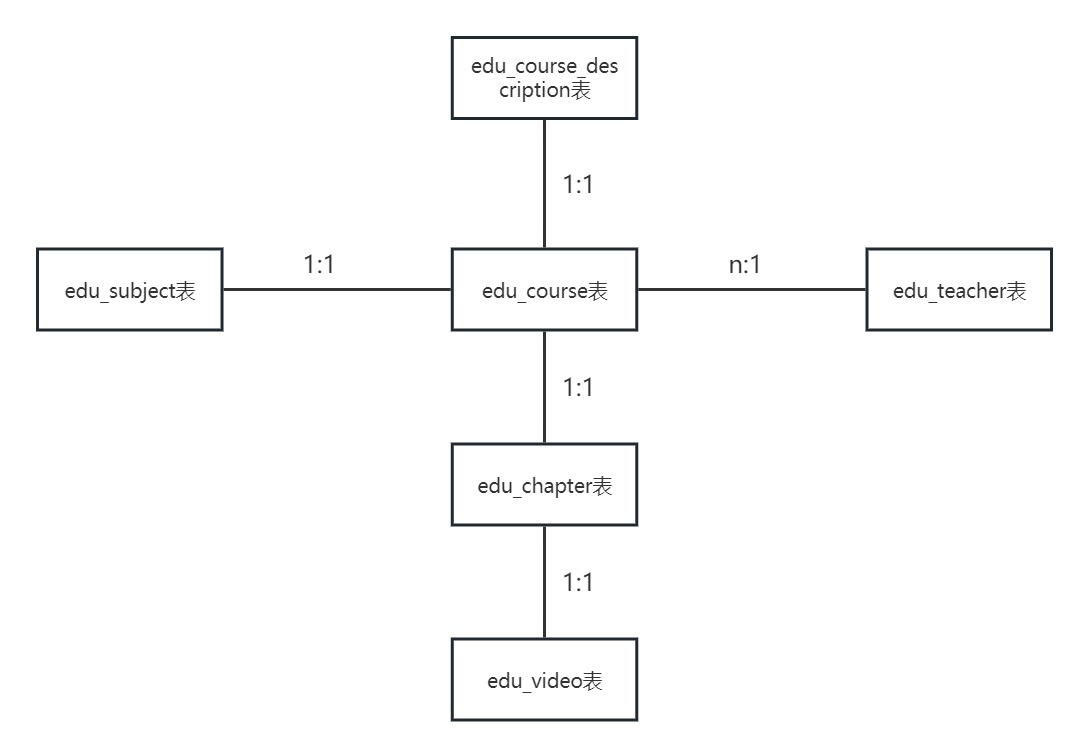 edu_course_des
cription表
1:1
1:1
n:1
edu_subject表
edu_course表
edu_teacher表
1:1
edu_chapter表
1:1
edu_video表